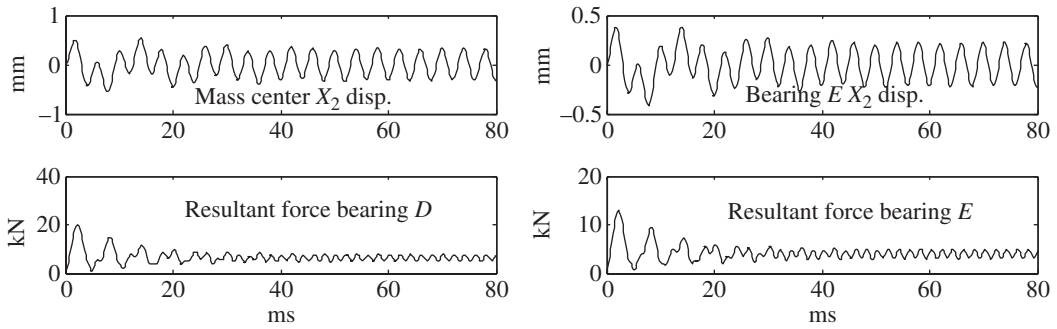 1
0
−1
mm
Mass center X2 disp.
0 20 40 60 80
0.5
0
−0.5
mm
Bearing E X2 disp.
0 20 40 60 80
40
20
0
kN
Resultant force bearing D
0 20 40 60 80
ms
20
10
0
kN
Resultant force bearing E
0 20 40 60 80
ms